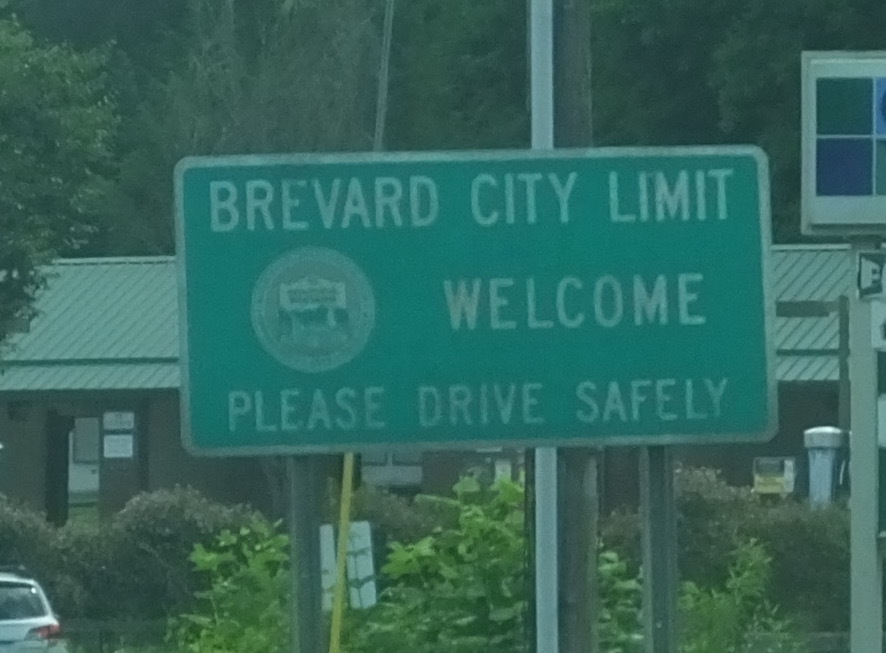 BREVARD CITY LIMIT
WELCOME
PLEASE DRIVE SAFELY